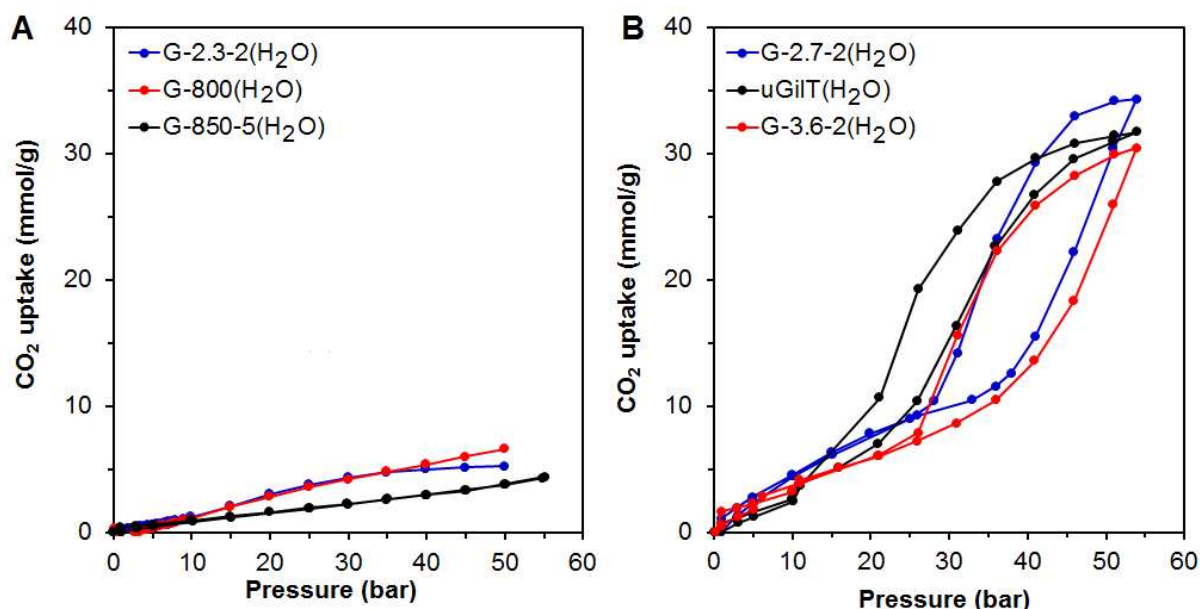 A
40
30
20
10
0
CO₂ uptake (mmol/g)
G-2.3-2(H₂O)
G-800(H₂O)
G-850-5(H₂O)
0 10 20 30 40 50 60
Pressure (bar)
B
40
30
20
10
0
CO₂ uptake (mmol/g)
G-2.7-2(H₂O)
uGilT(H₂O)
G-3.6-2(H₂O)
0 10 20 30 40 50 60
Pressure (bar)